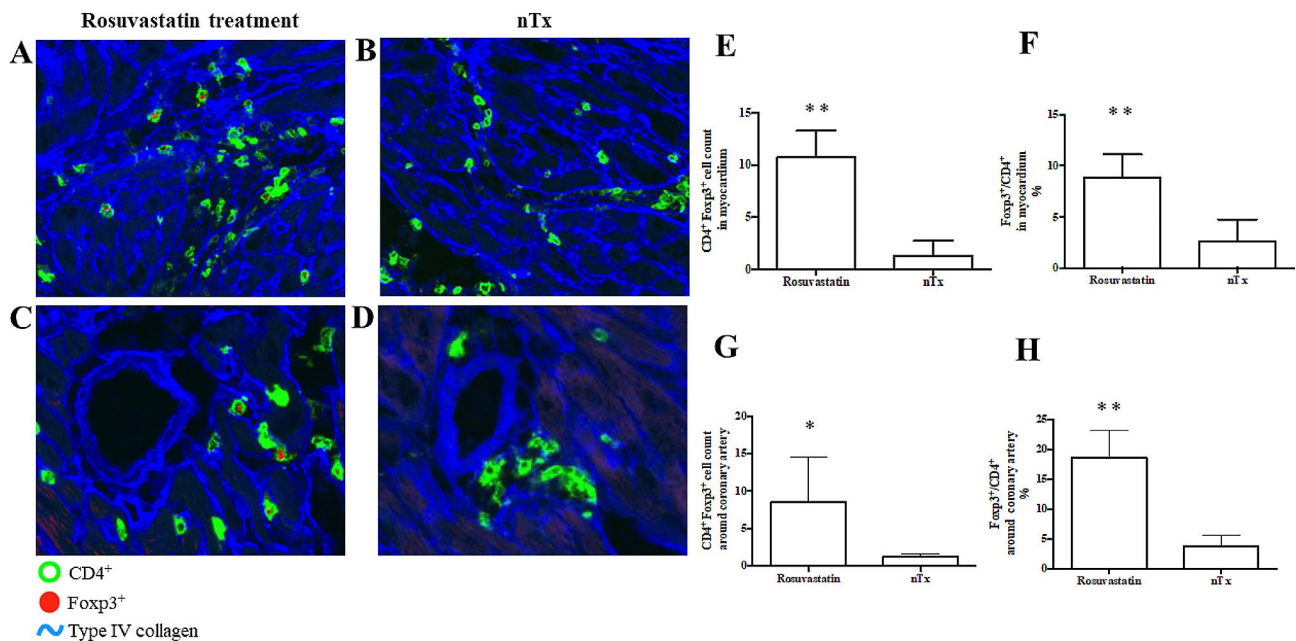 Rosuvastatin treatment
nTx
A
B
C
D
CD4⁺
Foxp3⁺
Type IV collagen
E
CD4⁺ Foxp3⁺ cell count
in myocardium
15
10
5
0
**
Rosuvastatin
nTx
F
Foxp3⁺/CD4⁺
in myocardium
%
15
10
5
0
**
Rosuvastatin
nTx
G
CD4⁺ Foxp3⁺ cell count
around coronary artery
20
15
10
5
0
*
Rosuvastatin
nTx
H
Foxp3⁺/CD4⁺
around coronary artery
%
25
20
15
10
5
0
**
Rosuvastatin
nTx